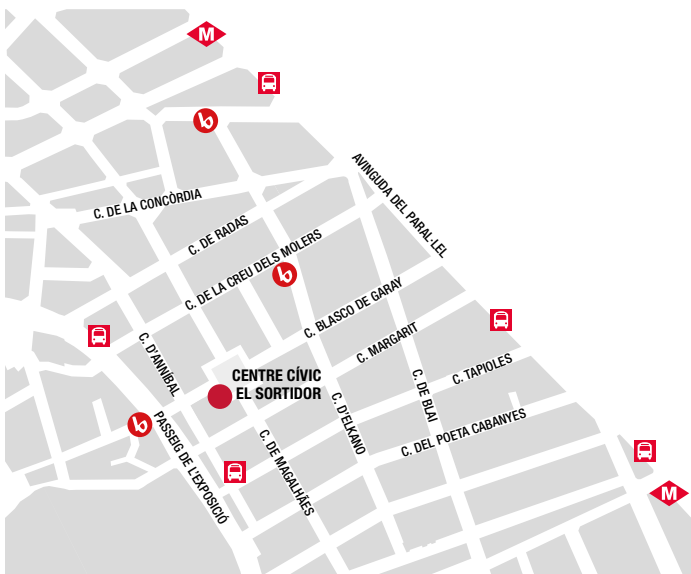 M
b
AVINGUDA DEL PARAL·LEL
C. DE LA CONCÒRDIA
C. DE RADAS
C. DE LA CREU DELS MOLERS
b
C. BLASCO DE GARAY
C. MARGARIT
C. D'ANNÍBAL
C. TAPIOLES
CENTRE CÍVIC
EL SORTIDOR
C. DE BLAI
C. D'ELKANO
C. DEL POETA CABANYES
b
PASSEIG DE L'EXPOSICIÓ
C. DE MAGALHÃES
M